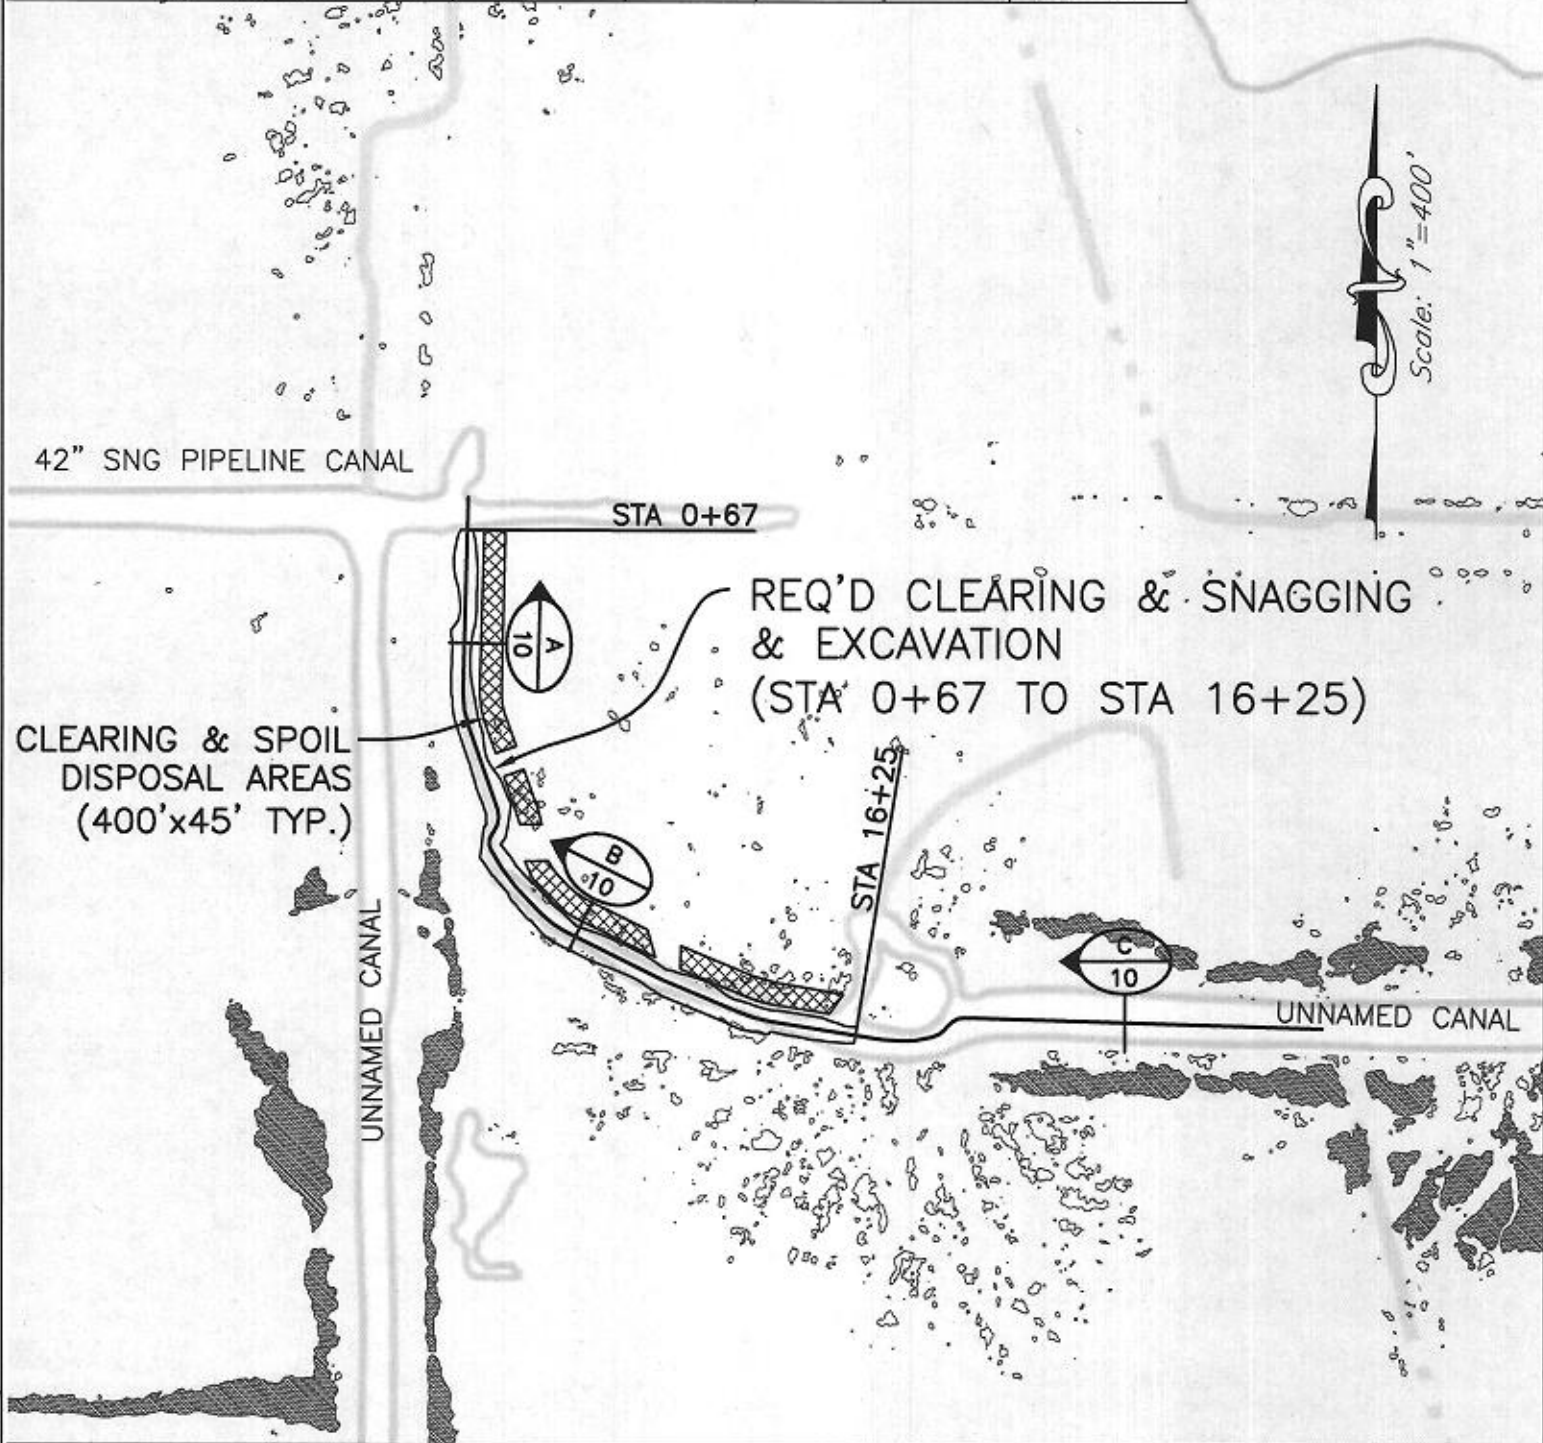 Scale: 1"=400'
42" SNG PIPELINE CANAL
STA 0+67
REQ'D CLEARING & SNAGGING
& EXCAVATION
(STA 0+67 TO STA 16+25)
A
10
CLEARING & SPOIL
DISPOSAL AREAS
(400'x45' TYP.)
STA 16+25
B
10
UNNAMED CANAL
C
10
UNNAMED CANAL